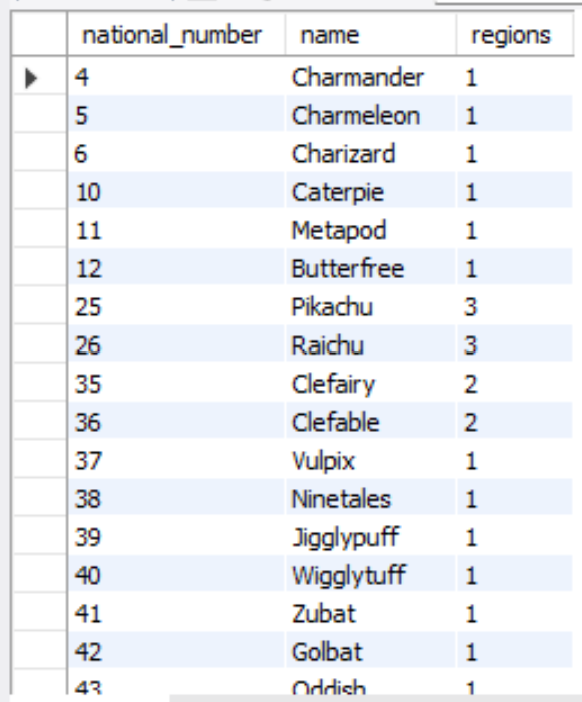 national_number name regions
4 Charmander 1
5 Charmeleon 1
6 Charizard 1
10 Caterpie 1
11 Metapod 1
12 Butterfree 1
25 Pikachu 3
26 Raichu 3
35 Clefairy 2
36 Clefable 2
37 Vulpix 1
38 Ninetales 1
39 Jigglypuff 1
40 Wigglytuff 1
41 Zubat 1
42 Golbat 1
43 Oddish 1